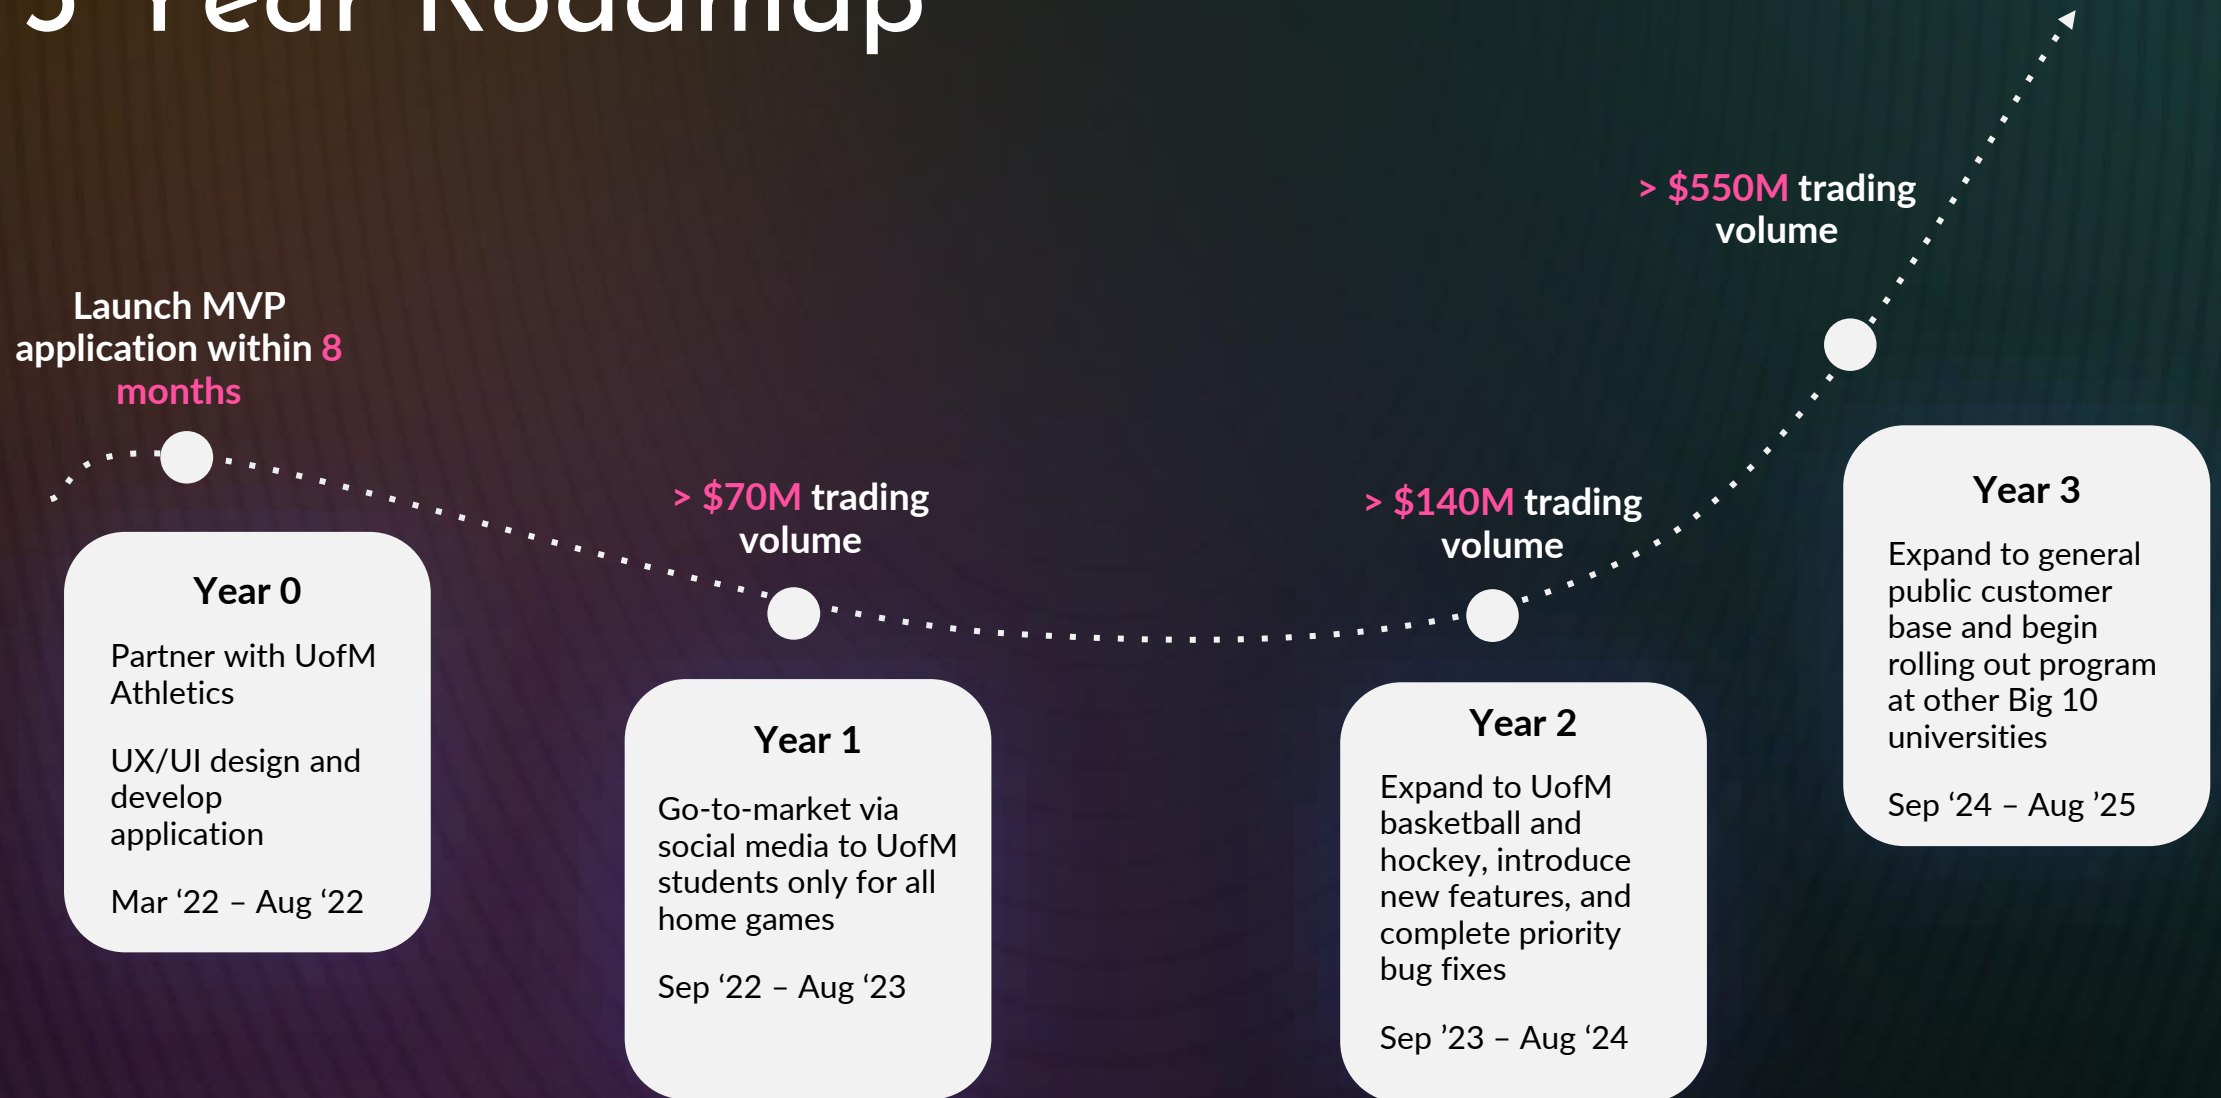 Year Roadmap
> $550M trading
volume
Launch MVP
application within 8
months
> $70M trading
volume
> $140M trading
volume
Year 0
Partner with UofM
Athletics
UX/UI design and
develop
application
Mar ‘22 – Aug ‘22
Year 1
Go-to-market via
social media to UofM
students only for all
home games
Sep ‘22 – Aug ‘23
Year 2
Expand to UofM
basketball and
hockey, introduce
new features, and
complete priority
bug fixes
Sep ’23 – Aug ‘24
Year 3
Expand to general
public customer
base and begin
rolling out program
at other Big 10
universities
Sep ‘24 – Aug ’25